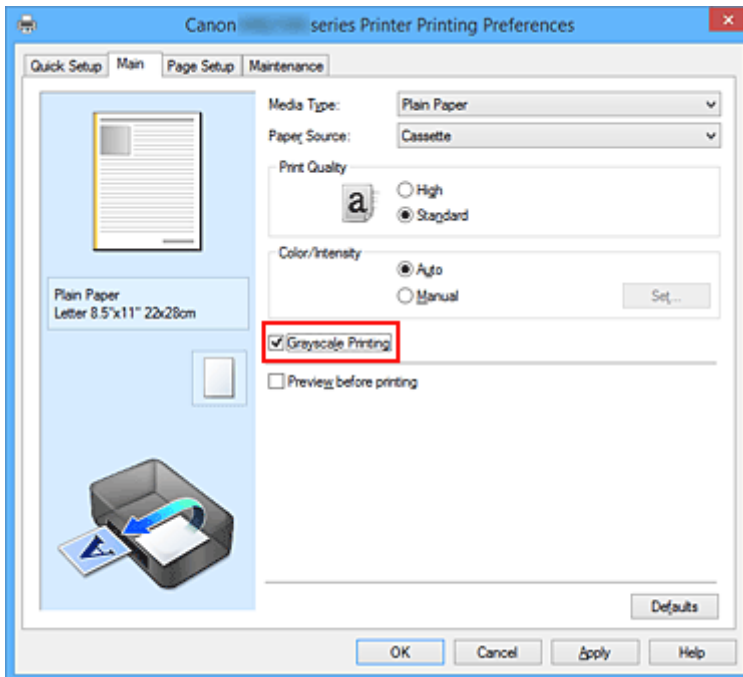 Canon series Printer Printing Preferences
Quick Setup Main Page Setup Maintenance
Media Type: Plain Paper
Paper Source: Cassette
Print Quality
a
High
Standard
Color/Intensity
Auto
Manual
Set...
Plain Paper
Letter 8.5"x11" 22x28cm
Grayscale Printing
Preview before printing
A
Defaults
OK Cancel Apply Help